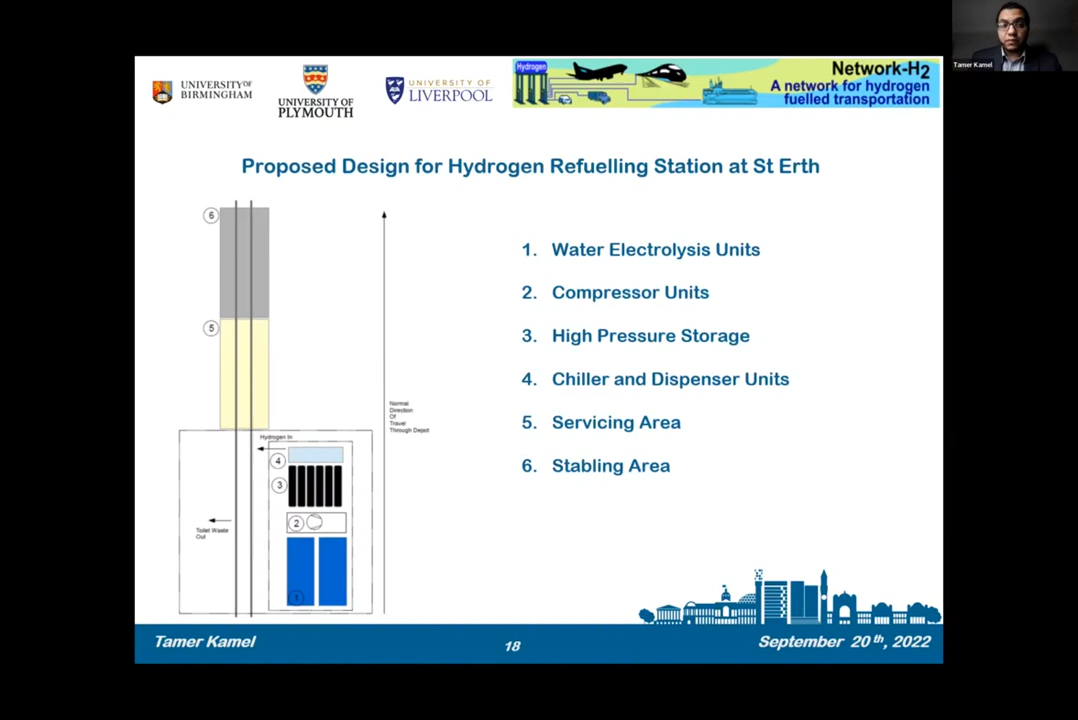 Tamer Kamel
UNIVERSITY OF
BIRMINGHAM
UNIVERSITY OF
PLYMOUTH
UNIVERSITY OF
LIVERPOOL
Hydrogen
Network-H2
A network for hydrogen
fuelled transportation
Proposed Design for Hydrogen Refuelling Station at St Erth
6
5
Normal
Direction
Of
Travel
Through Depot
Hydrogen In
4
3
2
1
Toilet Waste
Out
1. Water Electrolysis Units
2. Compressor Units
3. High Pressure Storage
4. Chiller and Dispenser Units
5. Servicing Area
6. Stabling Area
Tamer Kamel
18
September 20th, 2022